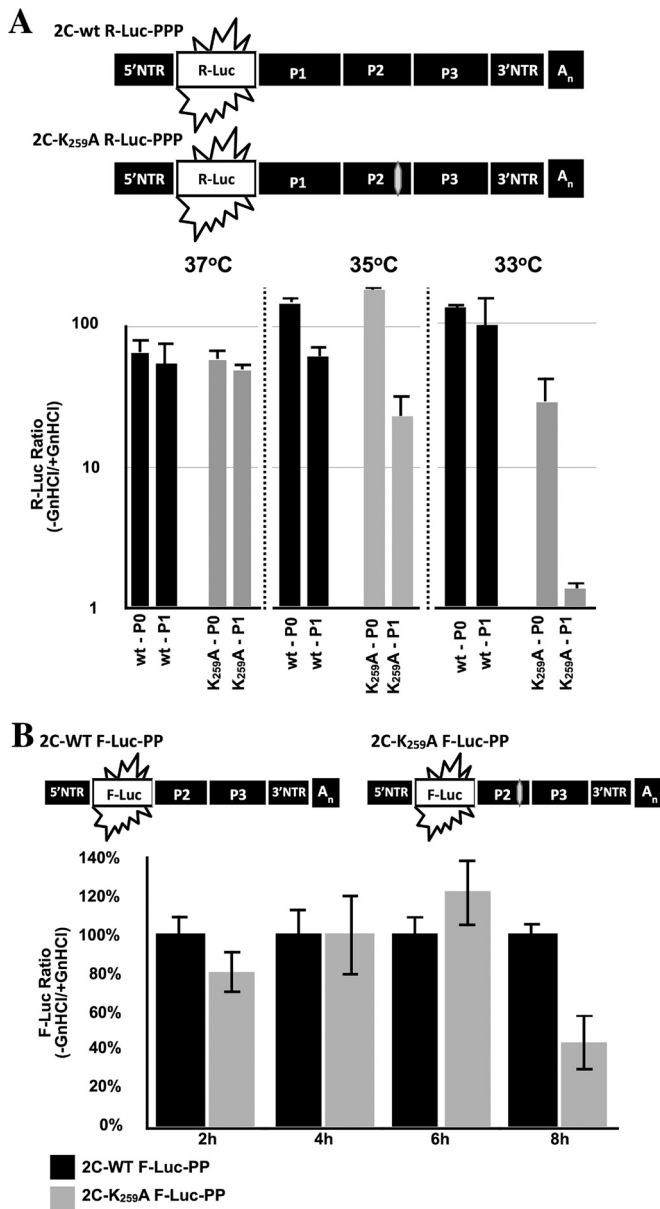 A
2C-wt R-Luc-PPP
5'NTR R-Luc P1 P2 P3 3'NTR An
2C-K259A R-Luc-PPP
5'NTR R-Luc P1 P2 P3 3'NTR An
37°C 35°C 33°C
R-Luc Ratio
(-GnHCl/+GnHCl)
100
10
1
wt - P0
wt - P1
K259A - P0
K259A - P1
wt - P0
wt - P1
K259A - P0
K259A - P1
wt - P0
wt - P1
K259A - P0
K259A - P1
B
2C-WT F-Luc-PP 2C-K259A F-Luc-PP
5'NTR F-Luc P2 P3 3'NTR An 5'NTR F-Luc P2 P3 3'NTR An
F-Luc Ratio
(-GnHCl/+GnHCl)
140%
120%
100%
80%
60%
40%
20%
0%
2h 4h 6h 8h
2C-WT F-Luc-PP
2C-K259A F-Luc-PP